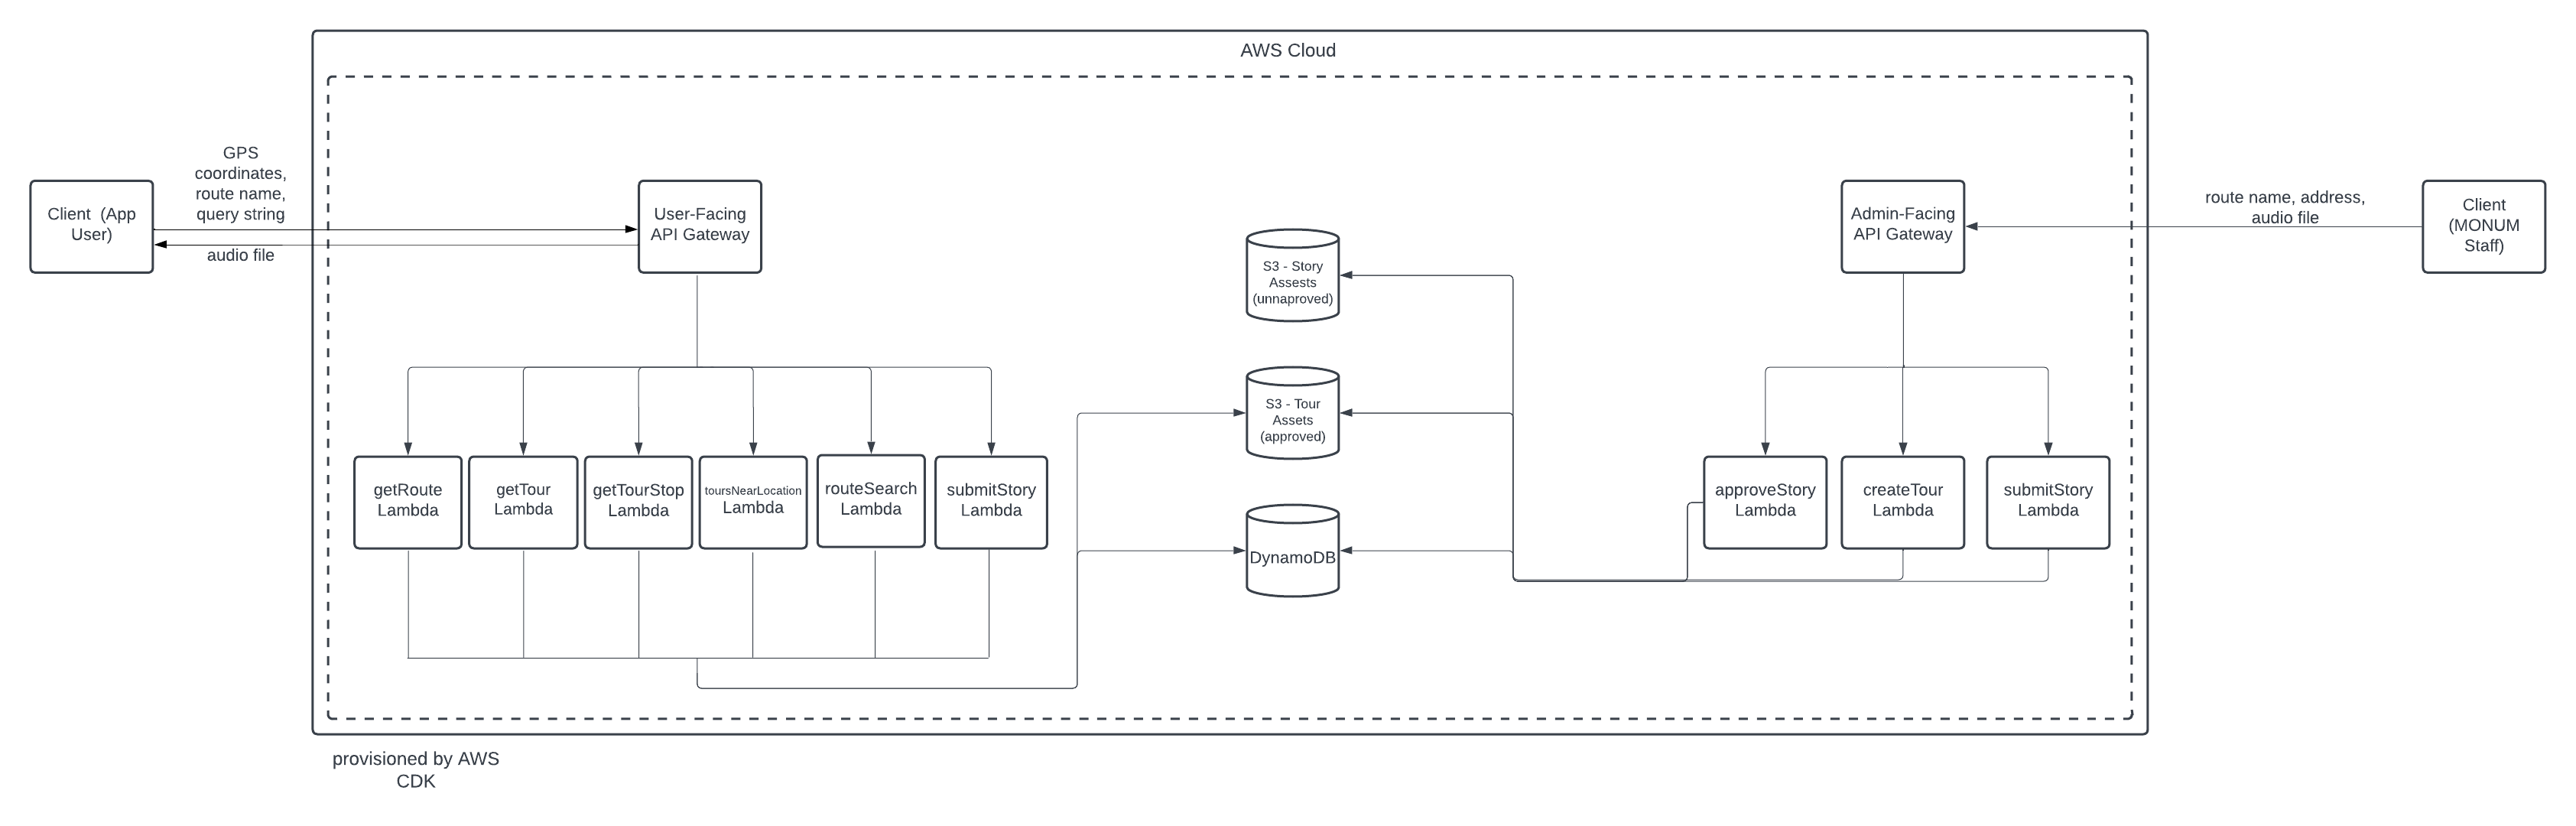 AWS Cloud
GPS
coordinates,
route name,
query string
Client (App
User)
audio file
User-Facing
API Gateway
S3 - Story
Assests
(unnaproved)
Admin-Facing
API Gateway
route name, address,
audio file
Client
(MONUM
Staff)
S3 - Tour
Assets
(approved)
getRoute
Lambda
getTour
Lambda
getTourStop
Lambda
toursNearLocation
Lambda
routeSearch
Lambda
submitStory
Lambda
DynamoDB
approveStory
Lambda
createTour
Lambda
submitStory
Lambda
provisioned by AWS
CDK